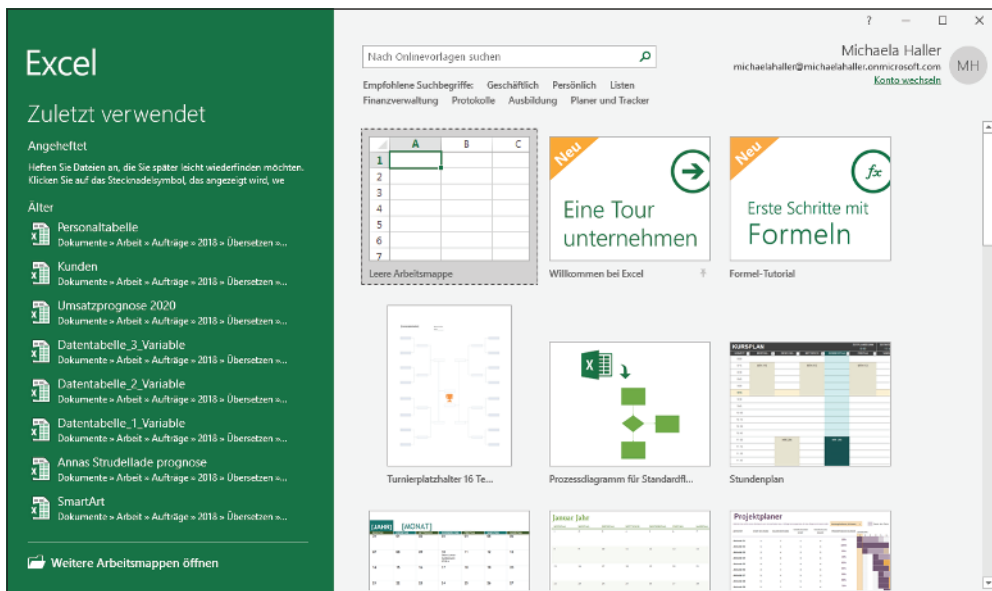 Excel
Zuletzt verwendet
Angeheftet
Heften Sie Dateien an, die Sie später leicht wiederfinden möchten.
Klicken Sie auf das Stecknadelsymbol, das angezeigt wird, we
Älter
Personaltabelle
Dokumente » Arbeit » Aufträge » 2018 » Übersetzen »...
Kunden
Dokumente » Arbeit » Aufträge » 2018 » Übersetzen »...
Umsatzprognose 2020
Dokumente » Arbeit » Aufträge » 2018 » Übersetzen »...
Datentabelle_3_Variable
Dokumente » Arbeit » Aufträge » 2018 » Übersetzen »...
Datentabelle_2_Variable
Dokumente » Arbeit » Aufträge » 2018 » Übersetzen »...
Datentabelle_1_Variable
Dokumente » Arbeit » Aufträge » 2018 » Übersetzen »...
Annas Strudellade prognose
Dokumente » Arbeit » Aufträge » 2018 » Übersetzen »...
SmartArt
Dokumente » Arbeit » Aufträge » 2018 » Übersetzen »...
Weitere Arbeitsmappen öffnen
?
Michaela Haller
michaelahaller@michaelahaller.onmicrosoft.com
MH
Konto wechseln
Nach Onlinevorlagen suchen
Empfohlene Suchbegriffe: Geschäftlich Persönlich Listen
Finanzverwaltung Protokolle Ausbildung Planer und Tracker
A B C
1
2
3
4
5
6
7
Leere Arbeitsmappe
Neu
Eine Tour
unternehmen
Willkommen bei Excel
Neu
fx
Erste Schritte mit
Formeln
Formel-Tutorial
Turnierplatzhalter 16 Te...
X
Prozessdiagramm für Standardfl...
KURSPLAN
Stundenplan
[JAHR] [MONAT]
Januar Jahr
Projektplaner